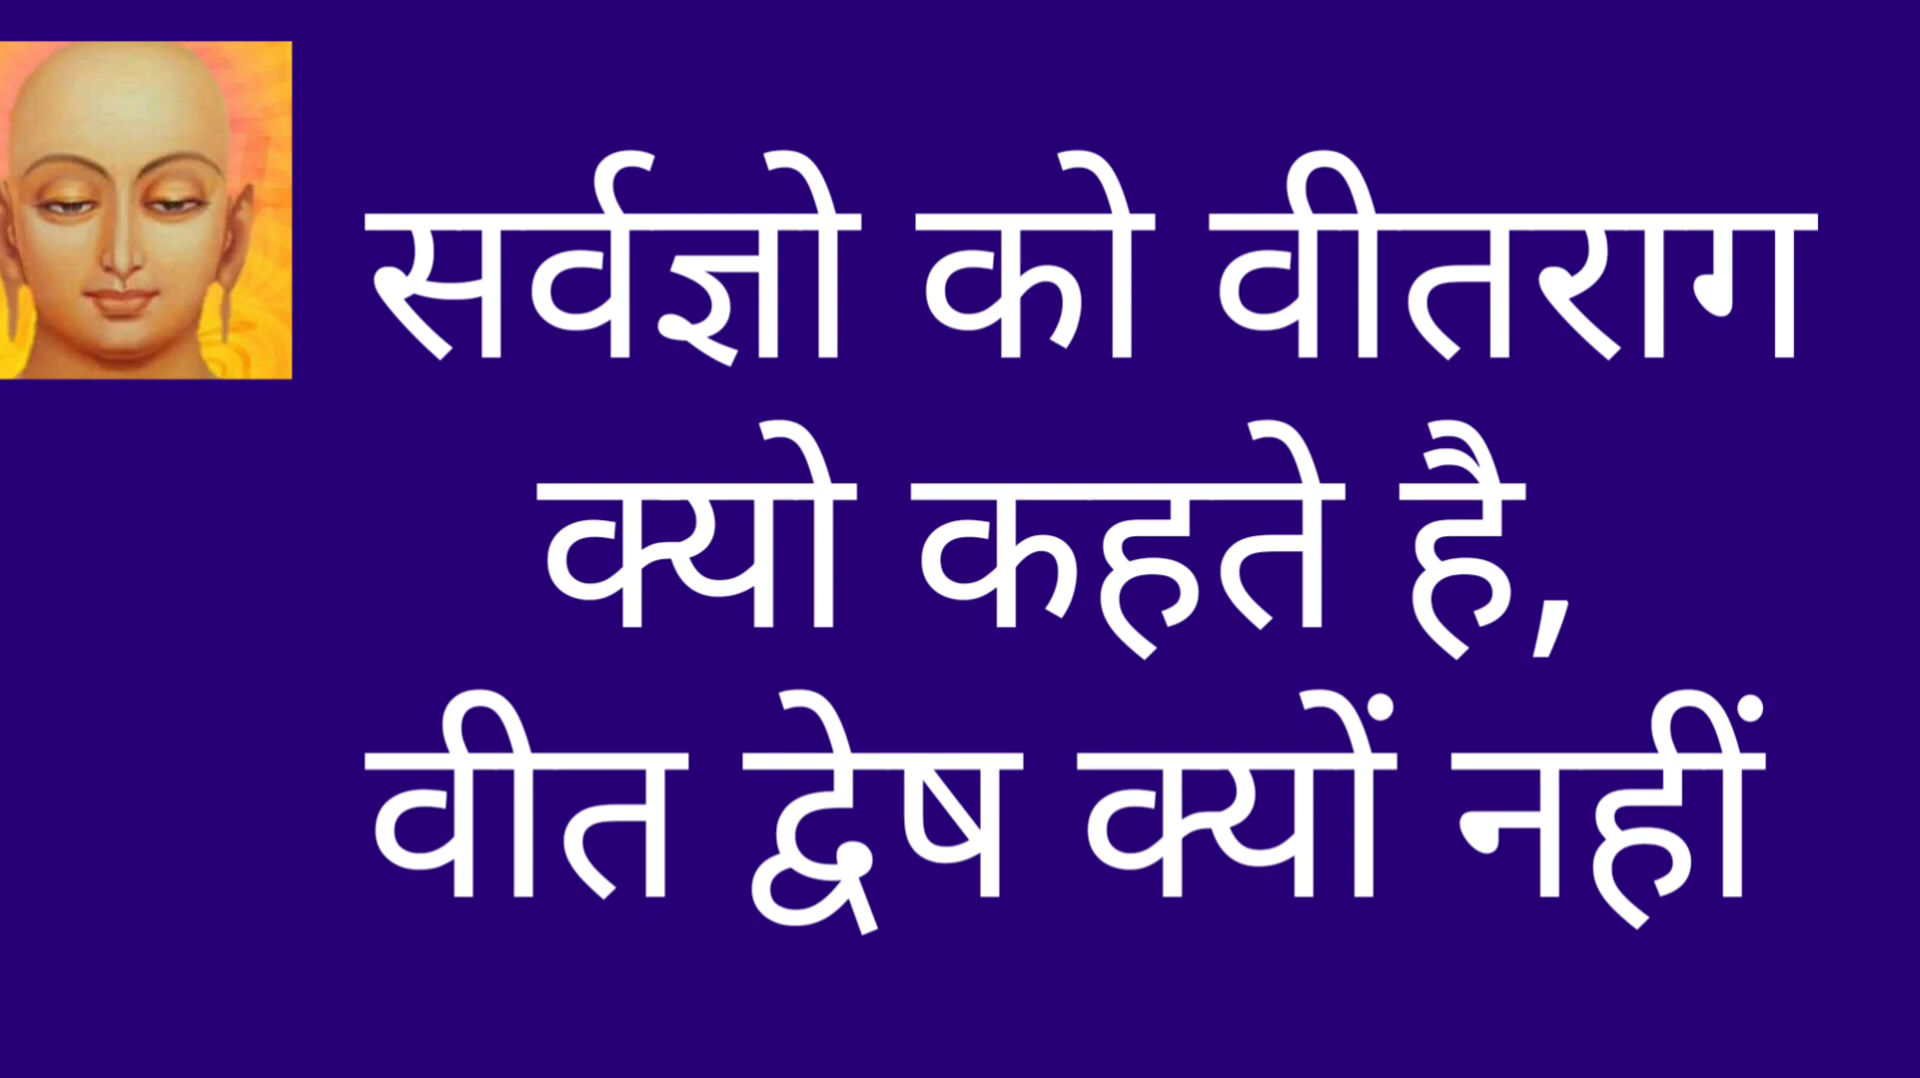 सर्वज्ञो को वीतराग
क्यो कहते है,
वीत द्वेष क्यों नहीं